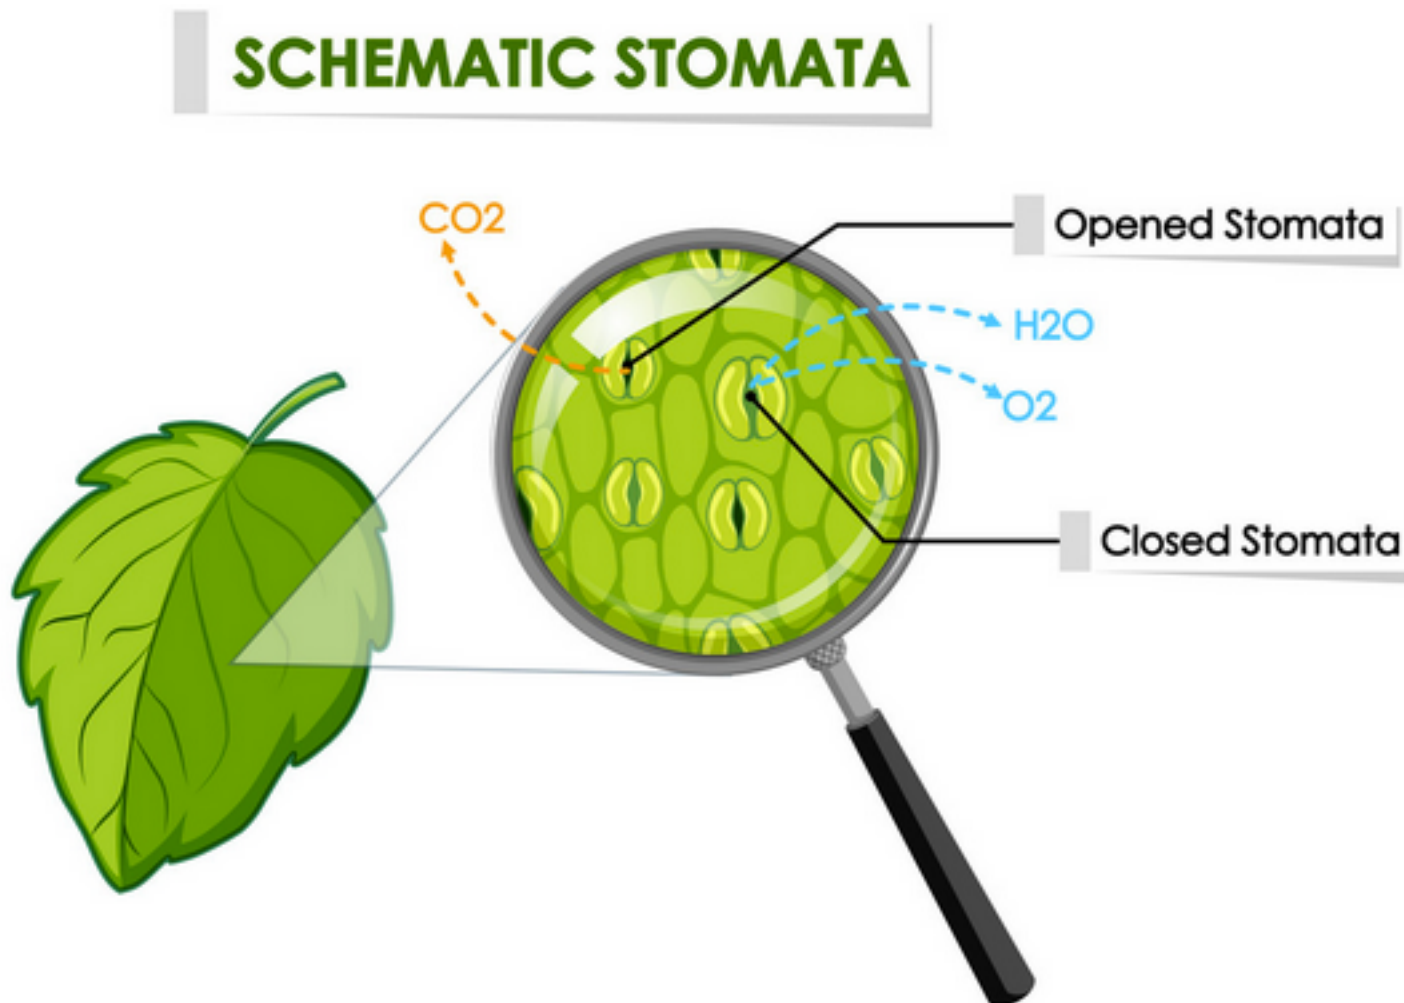 SCHEMATIC STOMATA
CO2
Opened Stomata
H2O
O2
Closed Stomata